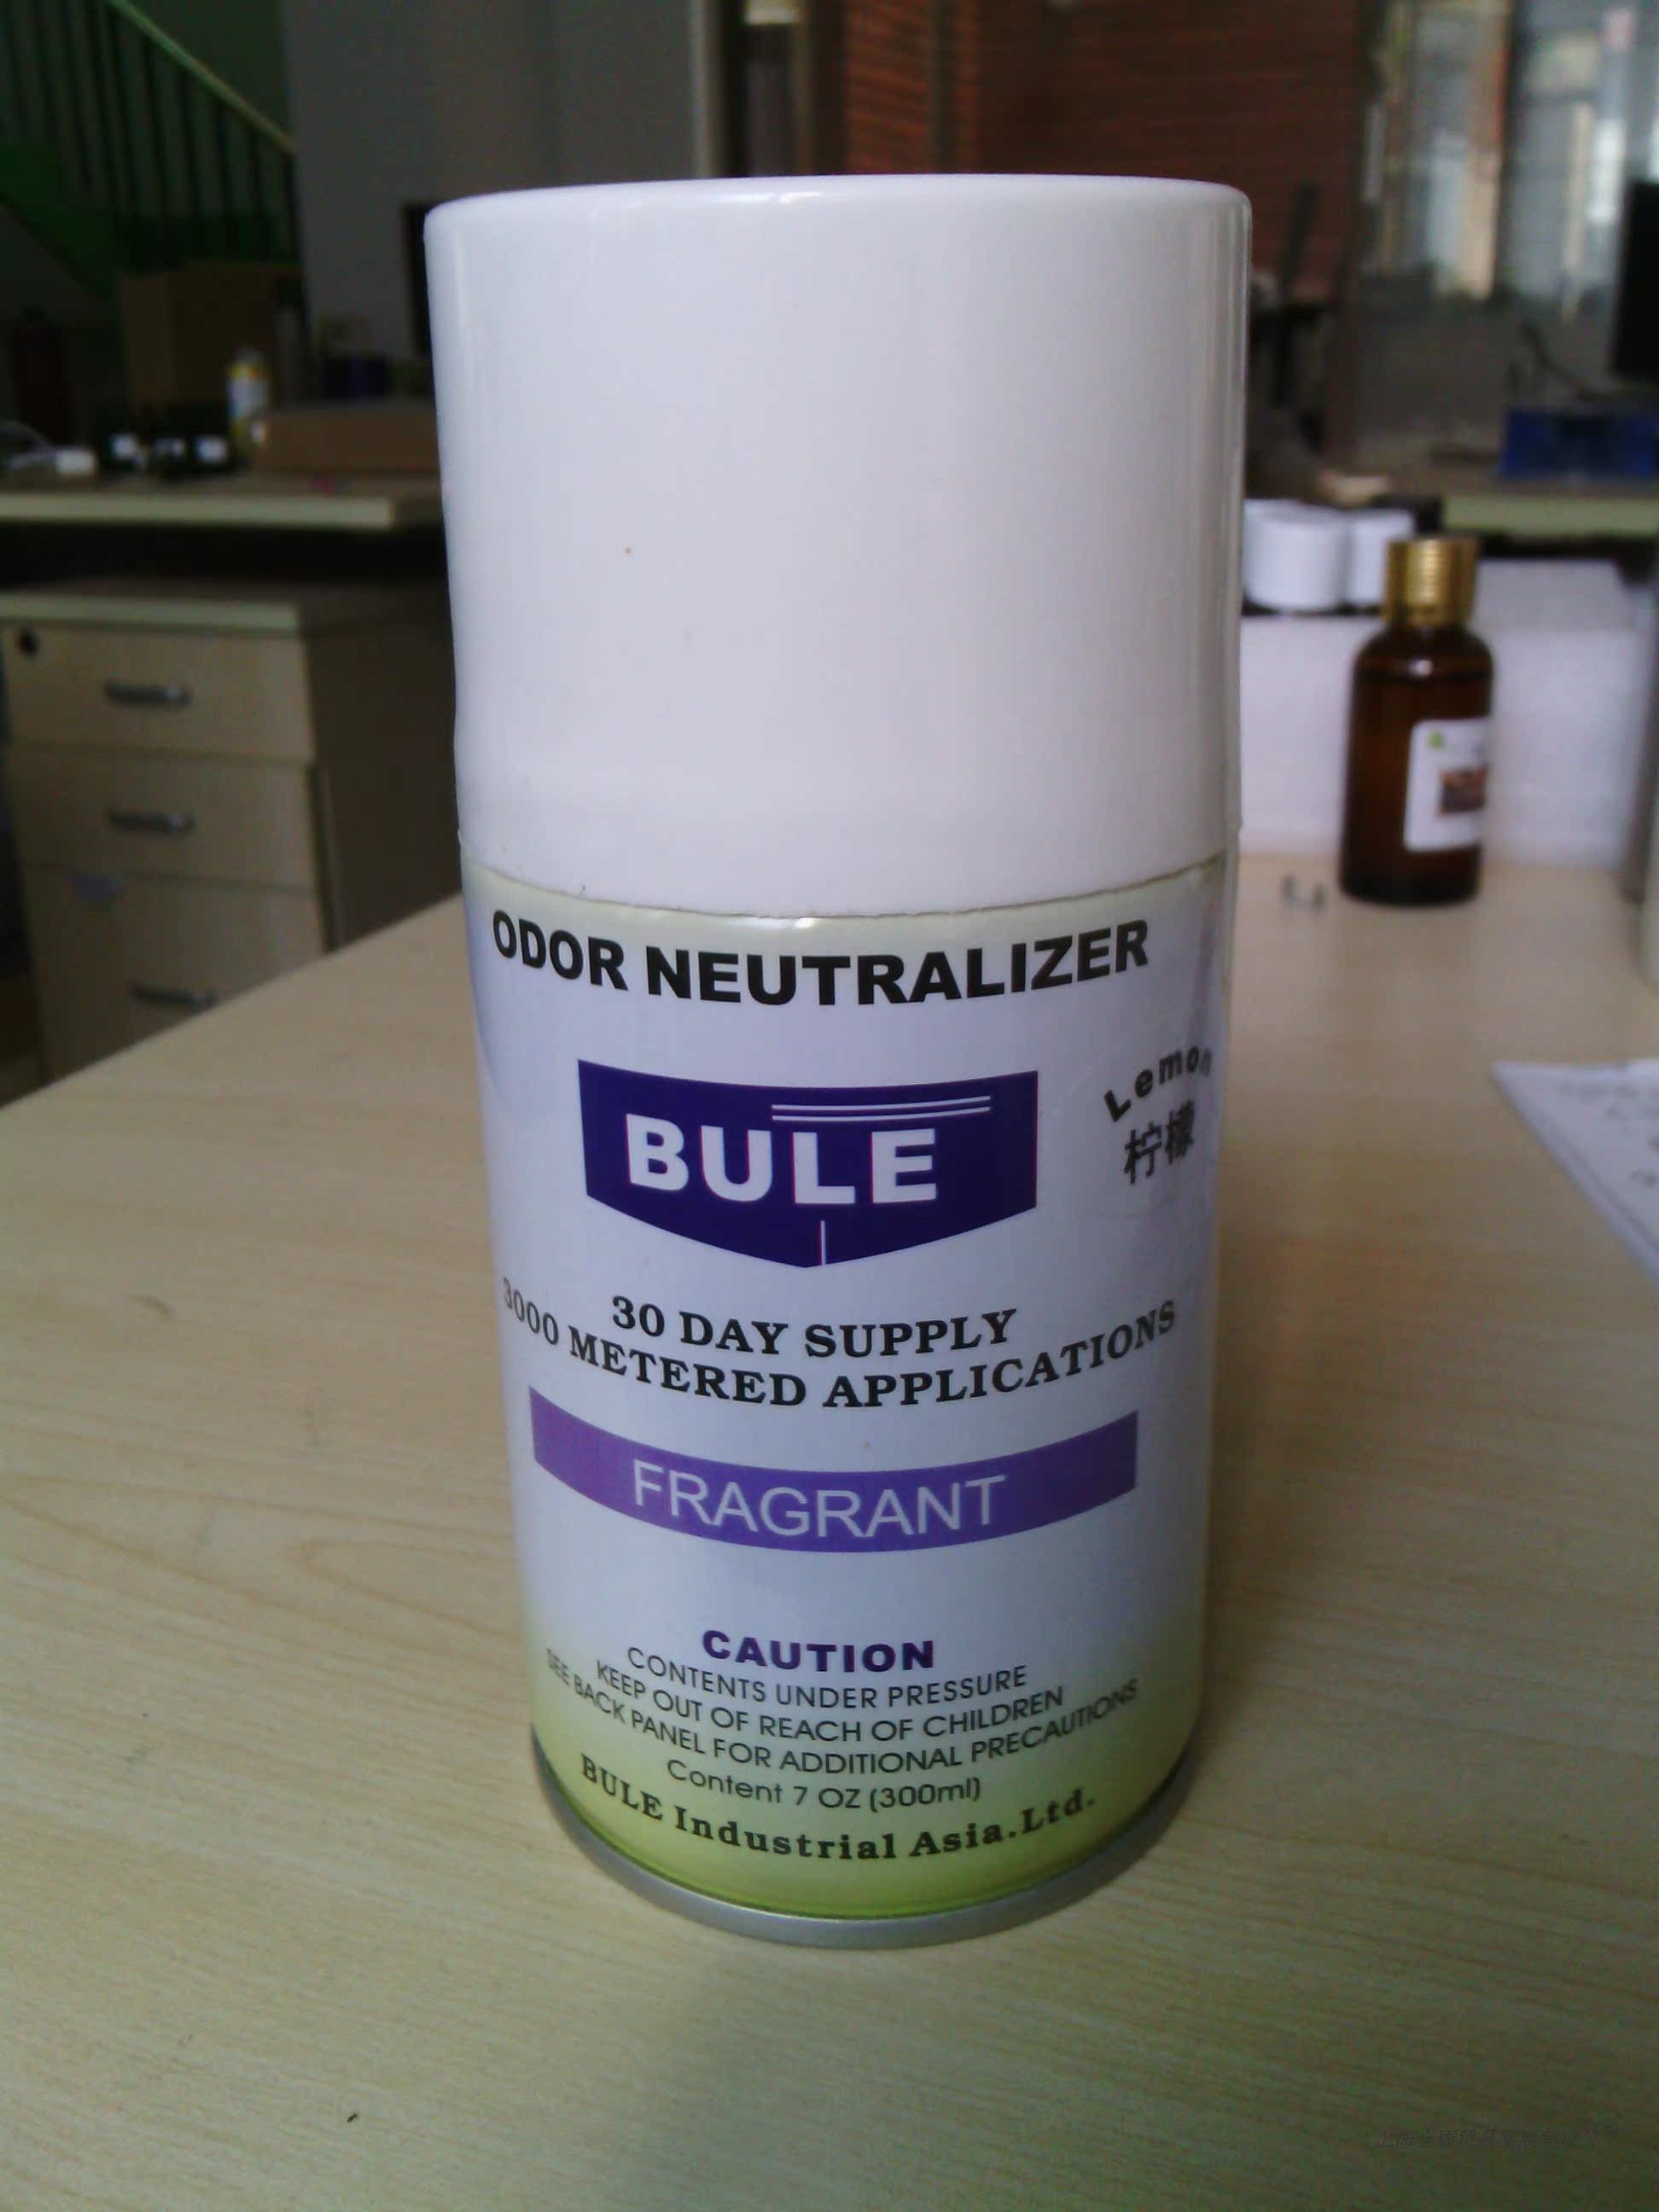 ODOR NEUTRALIZER
BULE
Lemon
柠檬
30 DAY SUPPLY
3000 METERED APPLICATIONS
FRAGRANT
CAUTION
CONTENTS UNDER PRESSURE
KEEP OUT OF REACH OF CHILDREN
SEE BACK PANEL FOR ADDITIONAL PRECAUTIONS
Content 7 OZ (300ml)
BULE Industrial Asia.Ltd.